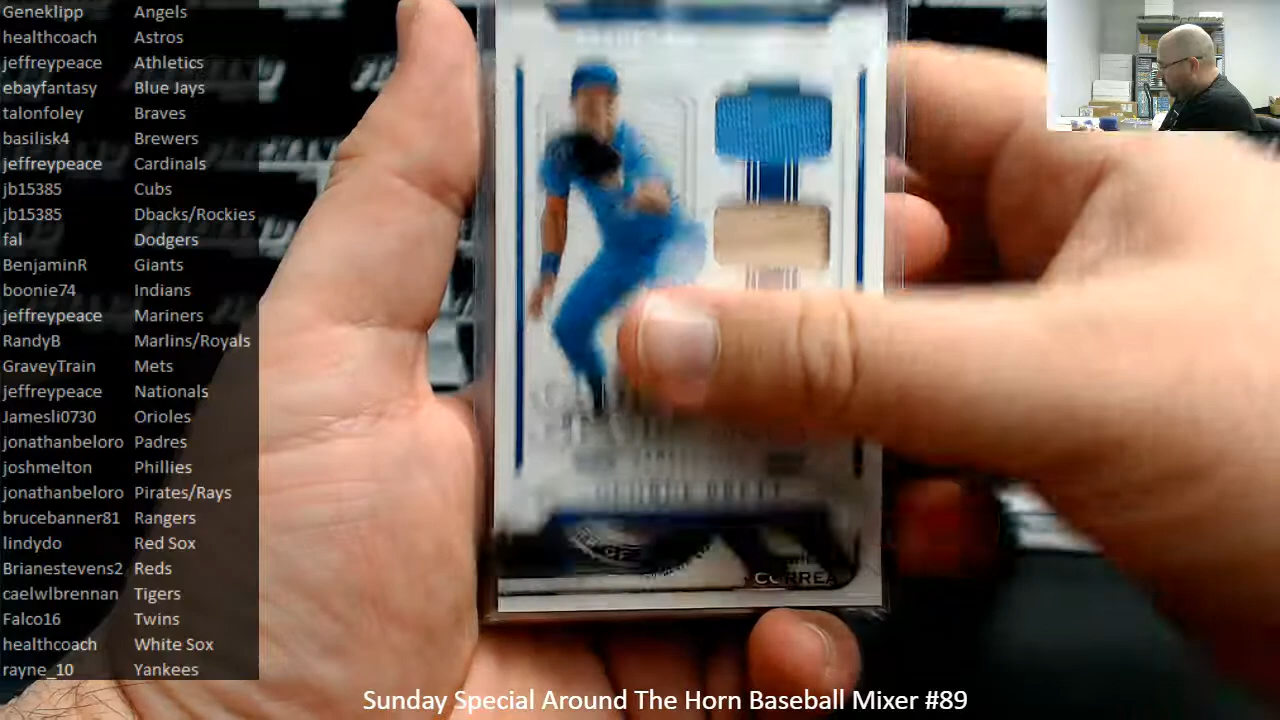 Geneklipp Angels
healthcoach Astros
jeffreypeace Athletics
ebayfantasy Blue Jays
talonfoley Braves
basilisk4 Brewers
jeffreypeace Cardinals
jb15385 Cubs
jb15385 Dbacks/Rockies
fal Dodgers
BenjaminR Giants
boonie74 Indians
jeffreypeace Mariners
RandyB Marlins/Royals
GraveyTrain Mets
jeffreypeace Nationals
Jamesli0730 Orioles
jonathanbeloro Padres
joshmelton Phillies
jonathanbeloro Pirates/Rays
brucebanner81 Rangers
lindydo Red Sox
Brianestevens2 Reds
caelwlbrennan Tigers
Falco16 Twins
healthcoach White Sox
rayne_10 Yankees
CORREA
Sunday Special Around The Horn Baseball Mixer #89